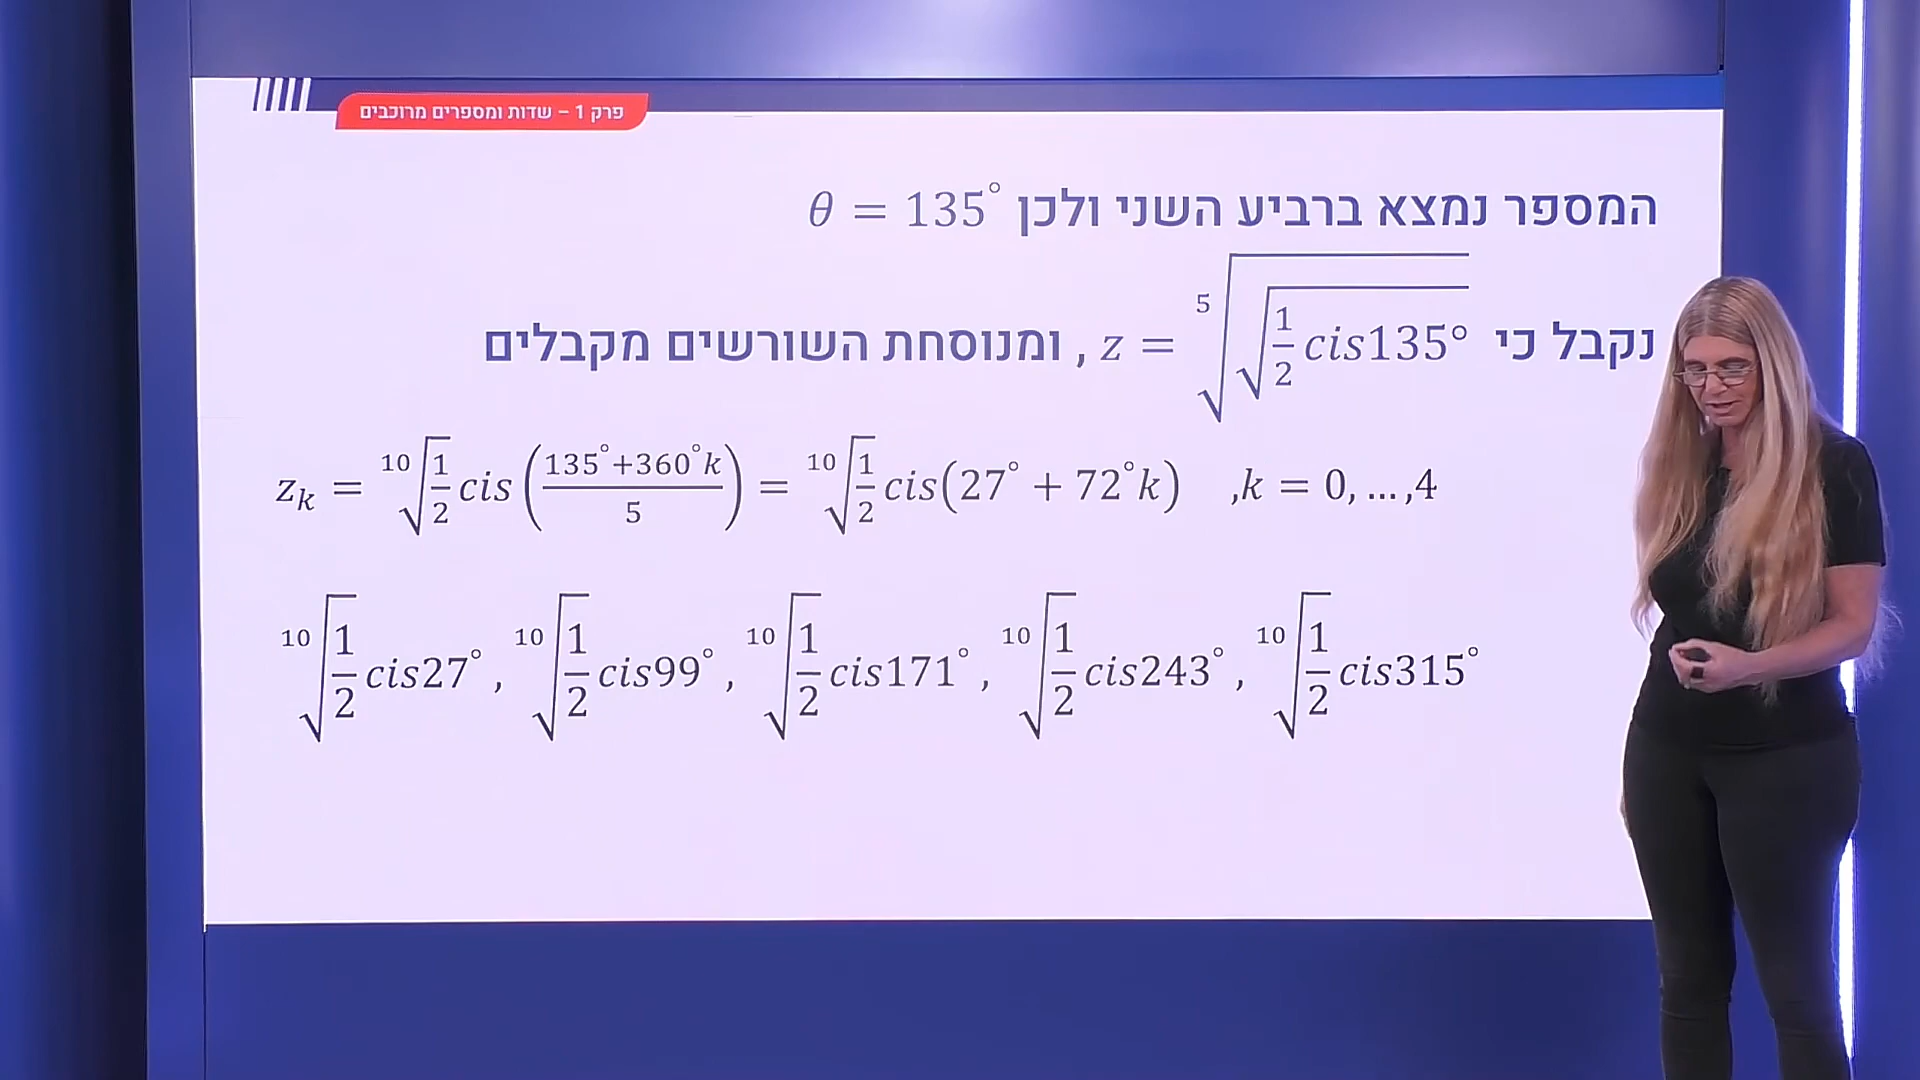 פרק 1 – שדות ומספרים מרוכבים
המספר נמצא ברביע השני ולכן θ = 135°
נקבל כי z = ⁵√(√(1/2) cis135°) , ומנוסחת השורשים מקבלים
z_k = ¹⁰√(1/2) cis((135°+360°k)/5) = ¹⁰√(1/2) cis(27° + 72°k) ,k = 0, … ,4
¹⁰√(1/2) cis27° , ¹⁰√(1/2) cis99° , ¹⁰√(1/2) cis171° , ¹⁰√(1/2) cis243° , ¹⁰√(1/2) cis315°